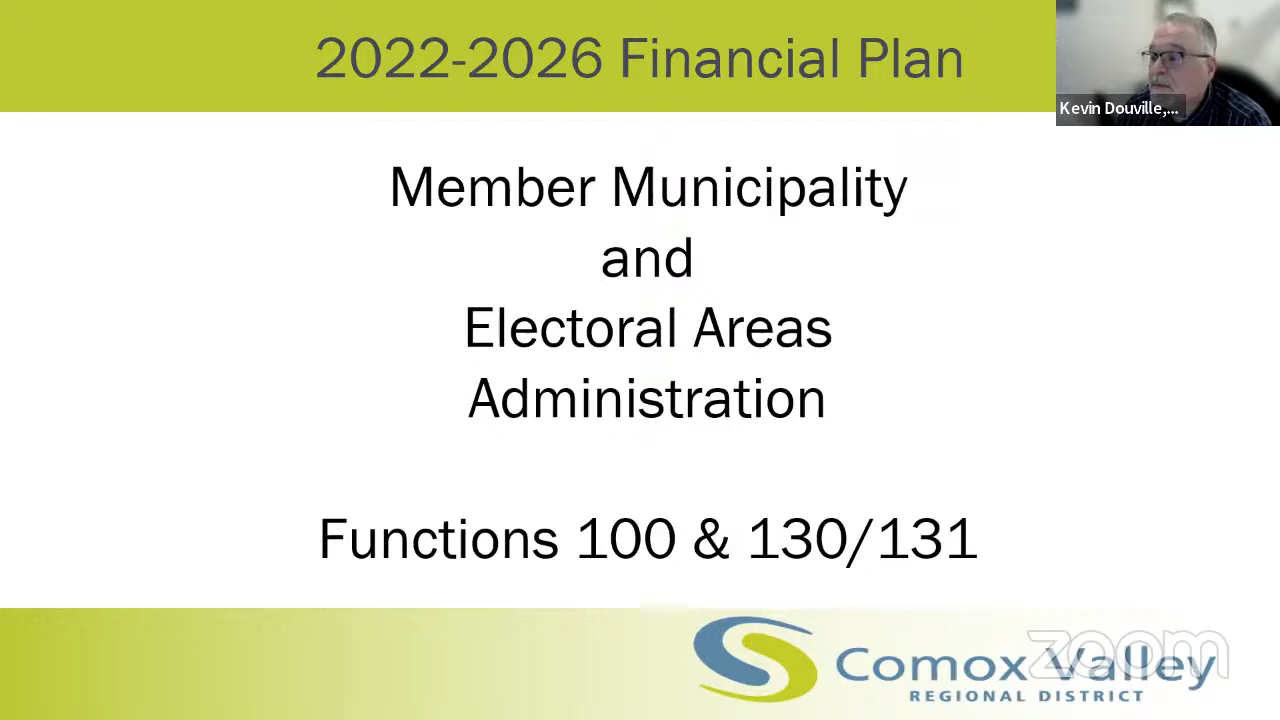 2022-2026 Financial Plan
Kevin Douville,...
Member Municipality
and
Electoral Areas
Administration
Functions 100 & 130/131
zoom
Comox Valley
REGIONAL DISTRICT